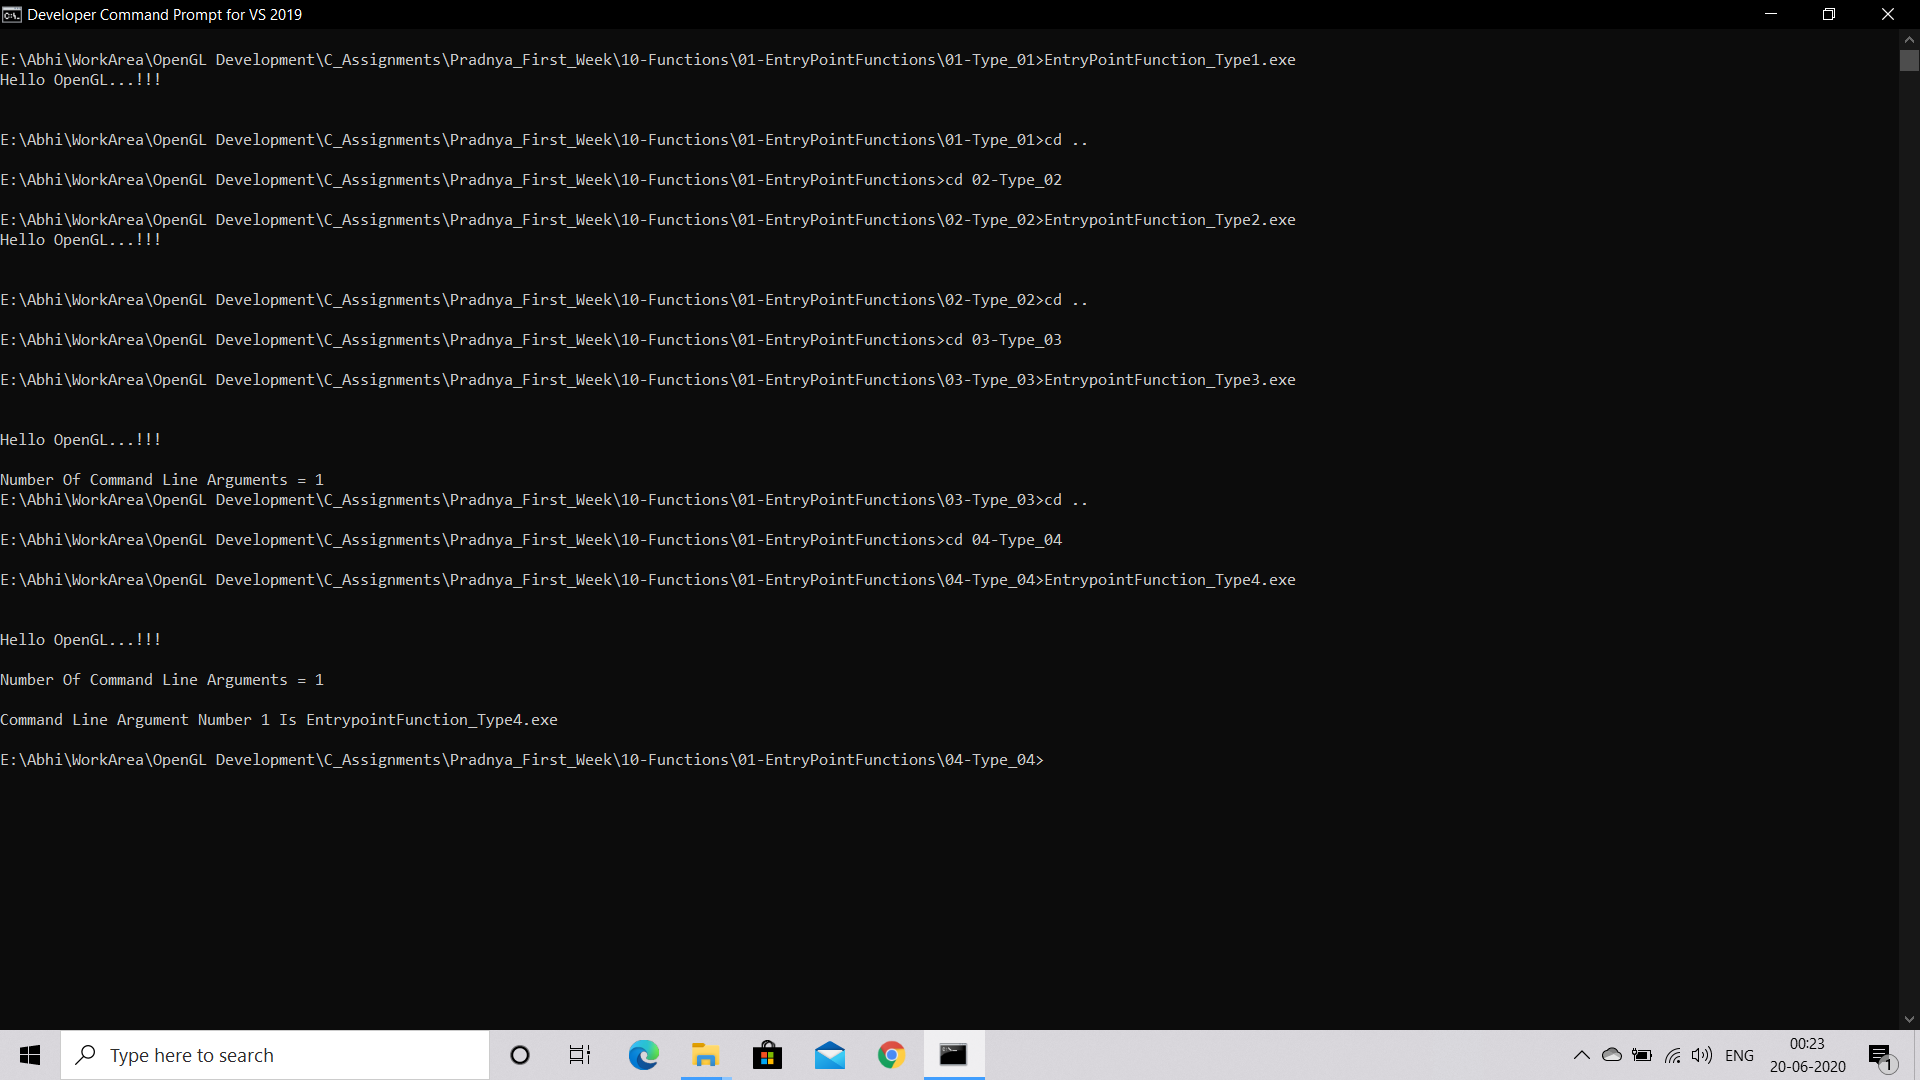 Developer Command Prompt for VS 2019
E:\Abhi\WorkArea\OpenGL Development\C_Assignments\Pradnya_First_Week\10-Functions\01-EntryPointFunctions\01-Type_01>EntryPointFunction_Type1.exe
Hello OpenGL...!!!
E:\Abhi\WorkArea\OpenGL Development\C_Assignments\Pradnya_First_Week\10-Functions\01-EntryPointFunctions\01-Type_01>cd ..
E:\Abhi\WorkArea\OpenGL Development\C_Assignments\Pradnya_First_Week\10-Functions\01-EntryPointFunctions>cd 02-Type_02
E:\Abhi\WorkArea\OpenGL Development\C_Assignments\Pradnya_First_Week\10-Functions\01-EntryPointFunctions\02-Type_02>EntrypointFunction_Type2.exe
Hello OpenGL...!!!
E:\Abhi\WorkArea\OpenGL Development\C_Assignments\Pradnya_First_Week\10-Functions\01-EntryPointFunctions\02-Type_02>cd ..
E:\Abhi\WorkArea\OpenGL Development\C_Assignments\Pradnya_First_Week\10-Functions\01-EntryPointFunctions>cd 03-Type_03
E:\Abhi\WorkArea\OpenGL Development\C_Assignments\Pradnya_First_Week\10-Functions\01-EntryPointFunctions\03-Type_03>EntrypointFunction_Type3.exe
Hello OpenGL...!!!
Number Of Command Line Arguments = 1
E:\Abhi\WorkArea\OpenGL Development\C_Assignments\Pradnya_First_Week\10-Functions\01-EntryPointFunctions\03-Type_03>cd ..
E:\Abhi\WorkArea\OpenGL Development\C_Assignments\Pradnya_First_Week\10-Functions\01-EntryPointFunctions>cd 04-Type_04
E:\Abhi\WorkArea\OpenGL Development\C_Assignments\Pradnya_First_Week\10-Functions\01-EntryPointFunctions\04-Type_04>EntrypointFunction_Type4.exe
Hello OpenGL...!!!
Number Of Command Line Arguments = 1
Command Line Argument Number 1 Is EntrypointFunction_Type4.exe
E:\Abhi\WorkArea\OpenGL Development\C_Assignments\Pradnya_First_Week\10-Functions\01-EntryPointFunctions\04-Type_04>
Type here to search
ENG
00:23
20-06-2020
1